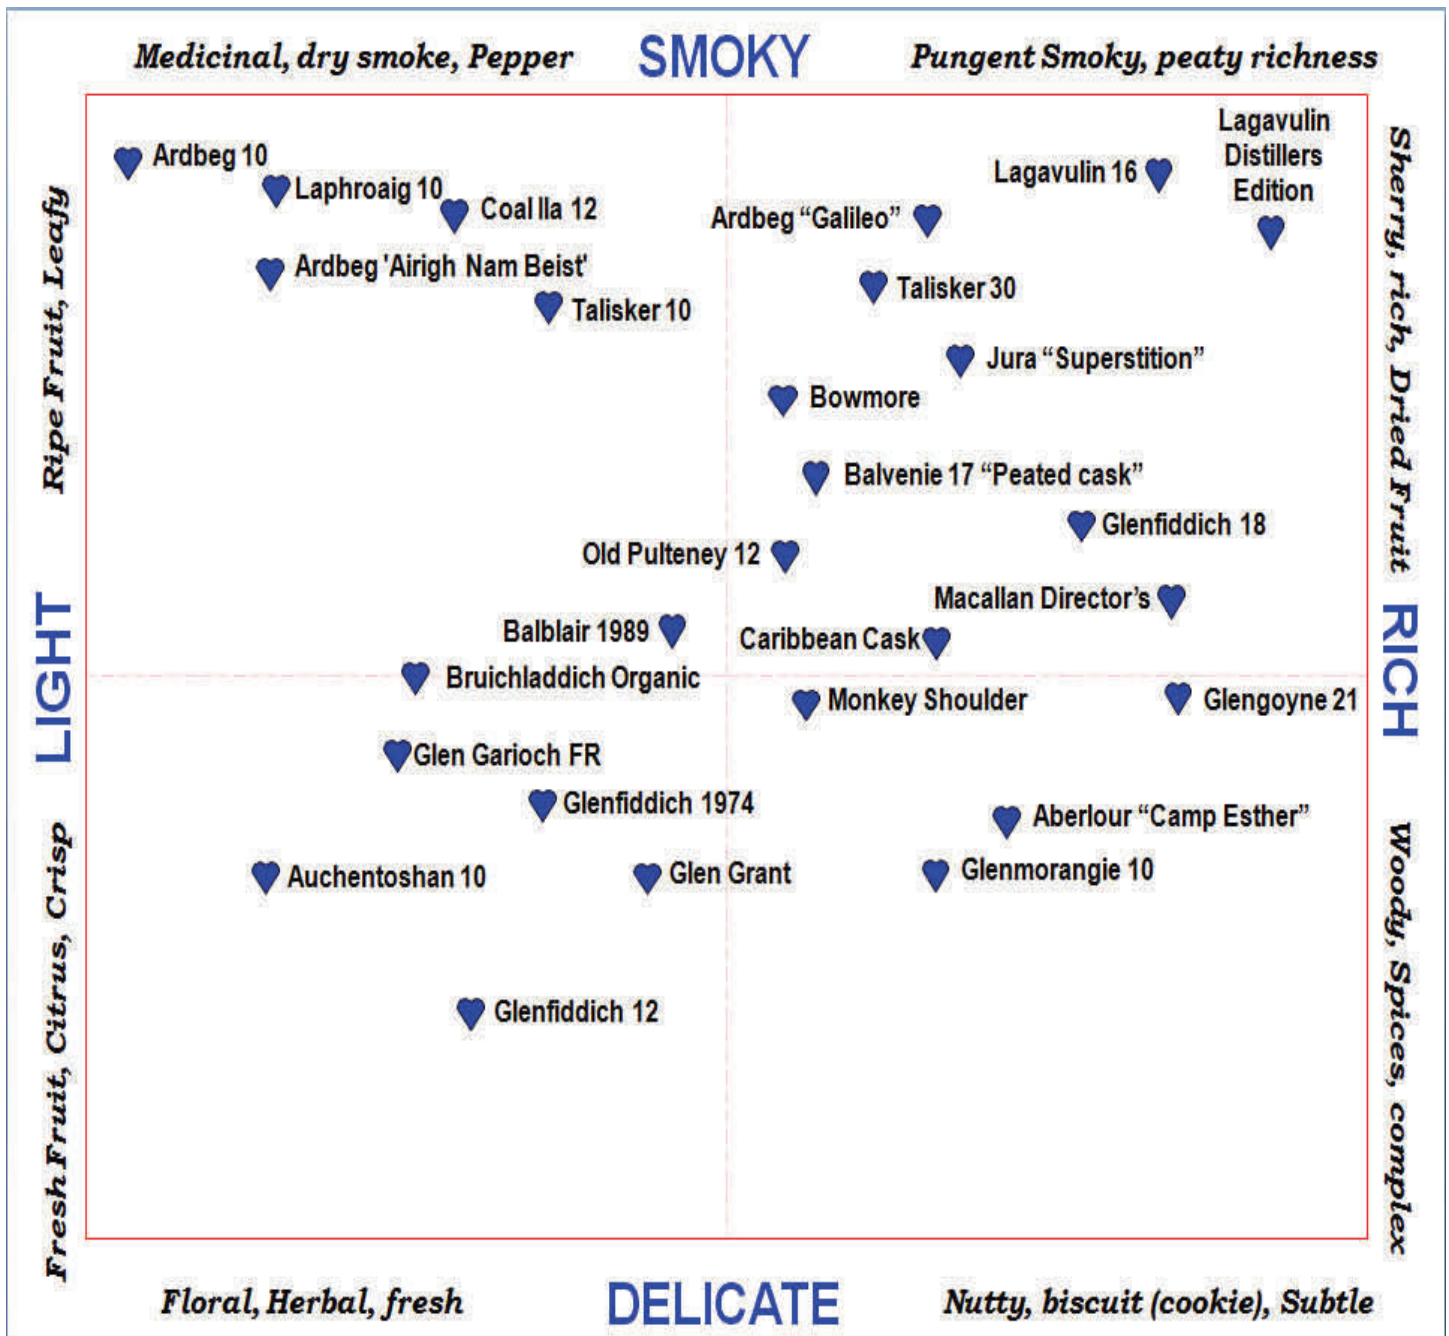 Medicinal, dry smoke, Pepper
SMOKY
Pungent Smoky, peaty richness
Lagavulin
Distillers
Edition
Ardbeg 10
Lagavulin 16
Laphroaig 10
Coal Ila 12
Ardbeg “Galileo”
Ardbeg 'Airigh Nam Beist'
Talisker 30
Talisker 10
Jura “Superstition”
Bowmore
Balvenie 17 “Peated cask”
Glenfiddich 18
Old Pulteney 12
Macallan Director’s
Balblair 1989
Caribbean Cask
Bruichladdich Organic
Monkey Shoulder
Glengoyne 21
Glen Garioch FR
Glenfiddich 1974
Aberlour “Camp Esther”
Auchentoshan 10
Glen Grant
Glenmorangie 10
Glenfiddich 12
Ripe Fruit, Leafy
LIGHT
Fresh Fruit, Citrus, Crisp
Sherry, rich, Dried Fruit
RICH
Woody, Spices, complex
Floral, Herbal, fresh
DELICATE
Nutty, biscuit (cookie), Subtle